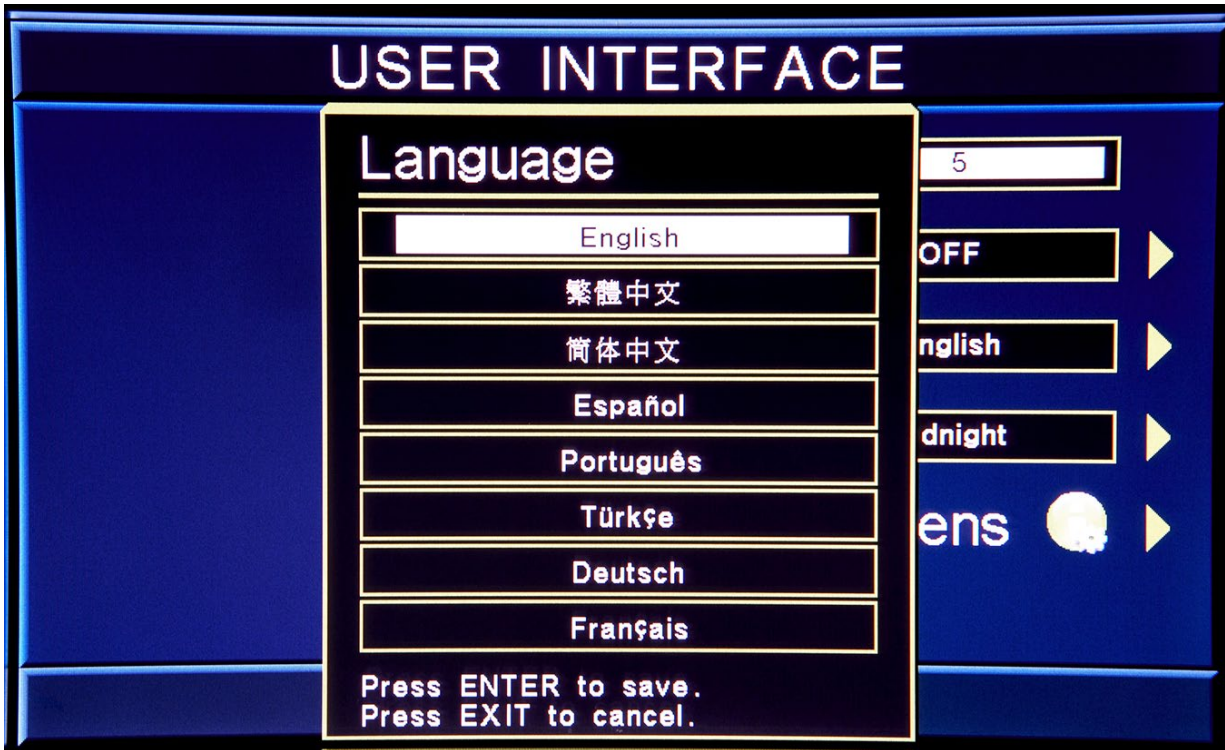 USER INTERFACE
Language
English
繁體中文
简体中文
Español
Português
Türkçe
Deutsch
Français
Press ENTER to save.
Press EXIT to cancel.
5
OFF
nglish
dnight
ens